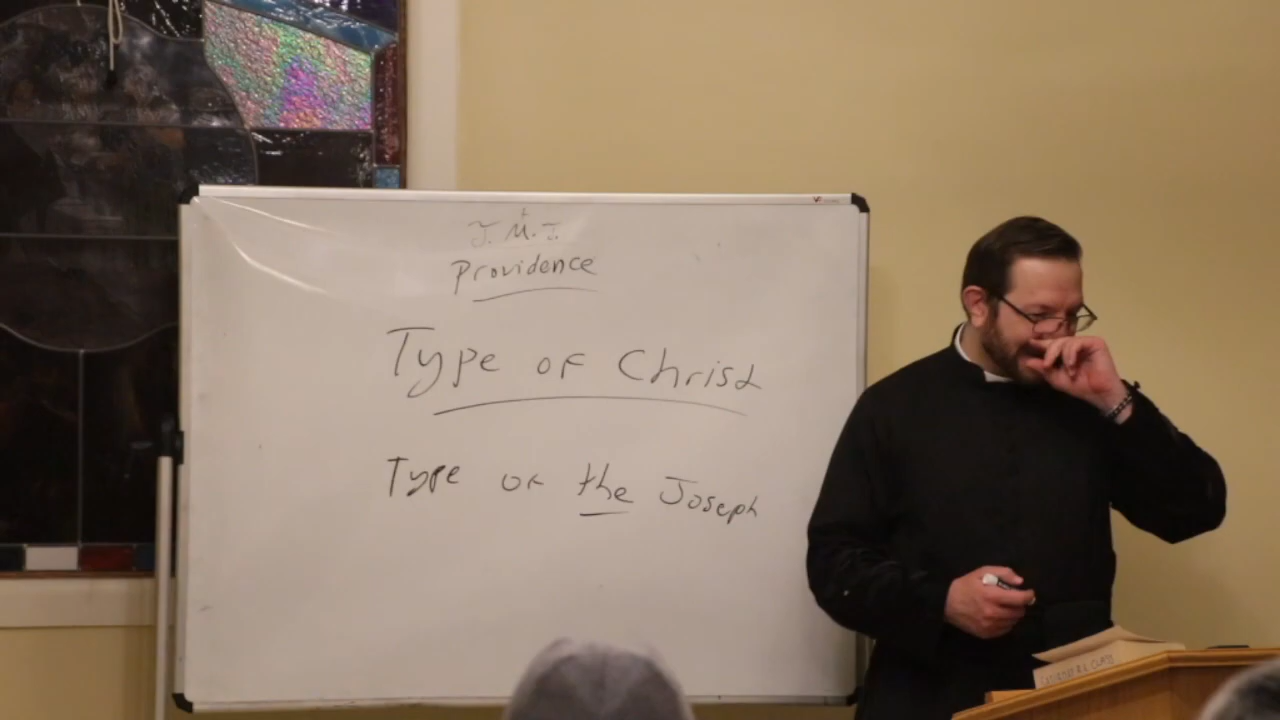 J. M. J.
Providence
Type of Christ
Type of the Joseph